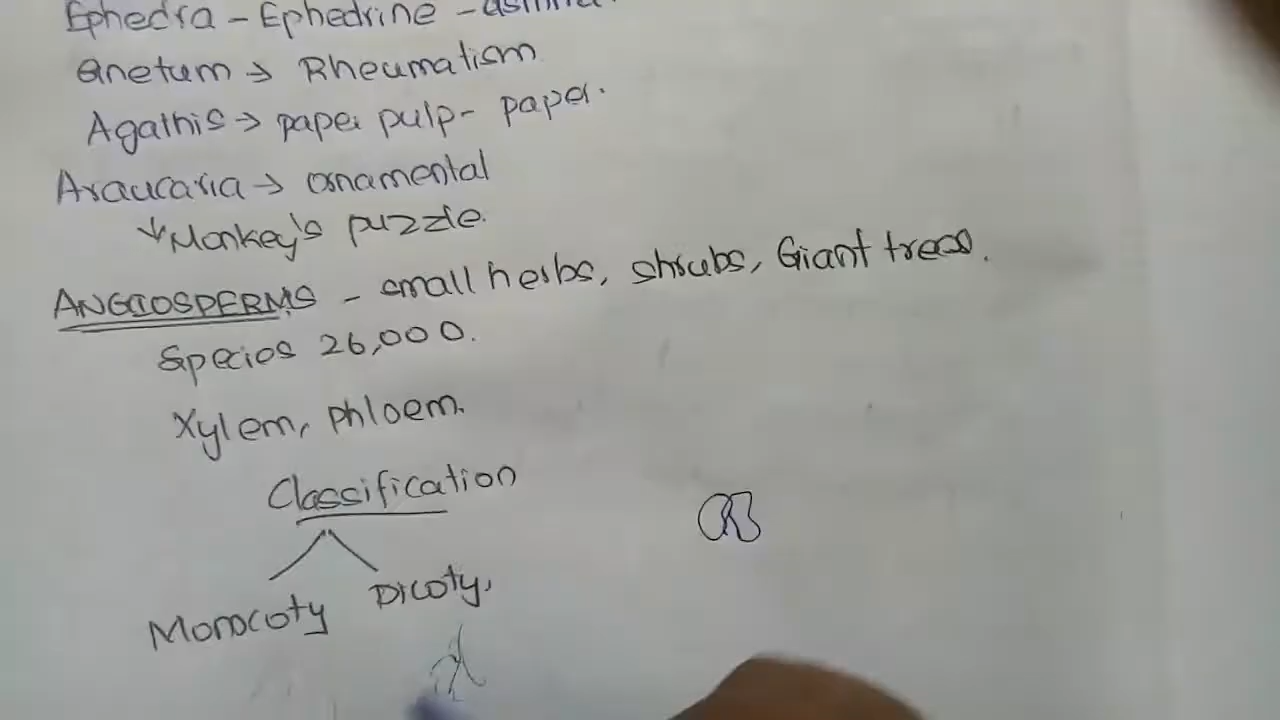 Ephedra - Ephedrine -
Gnetum → Rheumatism
Agathis → paper pulp - paper.
Araucaria → ornamental
↓ Monkey's puzzle.
ANGIOSPERMS - small herbs, shrubs, Giant trees.
Species 26,000.
Xylem, phloem.
Classification
Monocoty Dicoty.